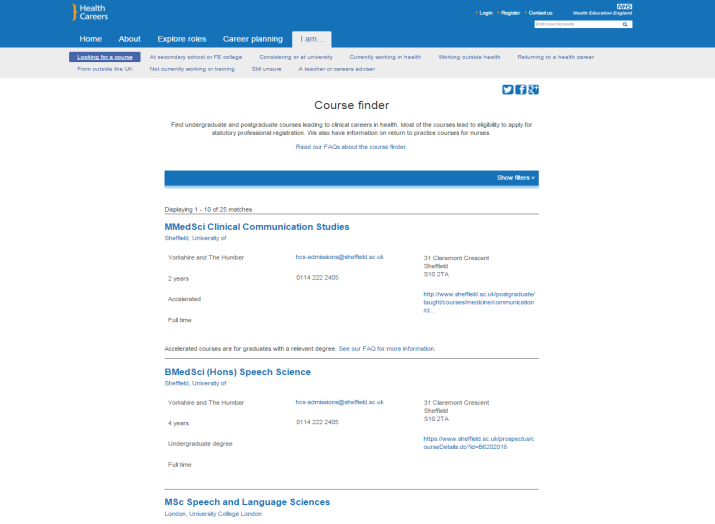 Health
Careers
Login Register Contact us
NHS
Health Education England
Enter your keywords
Home About Explore roles Career planning I am...
Looking for a course At secondary school or FE college Considering or at university Currently working in health Working outside health Returning to a health career
From outside the UK Not currently working or training Still unsure A teacher or careers adviser
Course finder
Find undergraduate and postgraduate courses leading to clinical careers in health. Most of the courses lead to eligibility to apply for
statutory professional registration. We also have information on return to practice courses for nurses.
Read our FAQs about the course finder.
Show filters
Displaying 1 - 10 of 25 matches
MMedSci Clinical Communication Studies
Sheffield, University of
Yorkshire and The Humber hcs-admissions@sheffield.ac.uk 31 Claremont Crescent
Sheffield
S10 2TA
2 years 0114 222 2405
http://www.sheffield.ac.uk/postgraduate/
taught/courses/medicine/communication
/cl...
Accelerated
Full time
Accelerated courses are for graduates with a relevant degree. See our FAQ for more information.
BMedSci (Hons) Speech Science
Sheffield, University of
Yorkshire and The Humber hcs-admissions@sheffield.ac.uk 31 Claremont Crescent
Sheffield
S10 2TA
4 years 0114 222 2405
https://www.sheffield.ac.uk/prospectus/c
ourseDetails.do?id=B6202016
Undergraduate degree
Full time
MSc Speech and Language Sciences
London, University College London